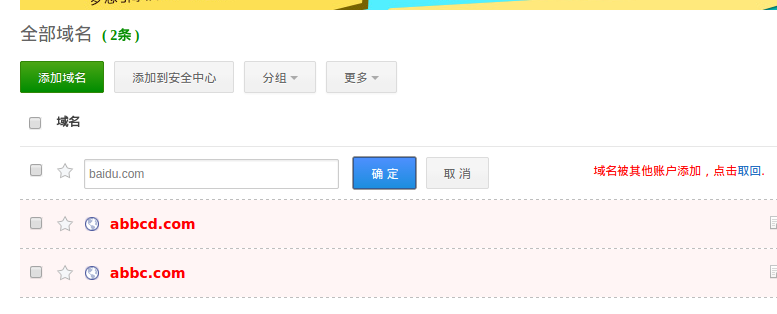 全部域名 ( 2条 )
添加域名 添加到安全中心 分组 更多
域名
baidu.com 确 定 取 消 域名被其他账户添加，点击取回.
abbcd.com
abbc.com